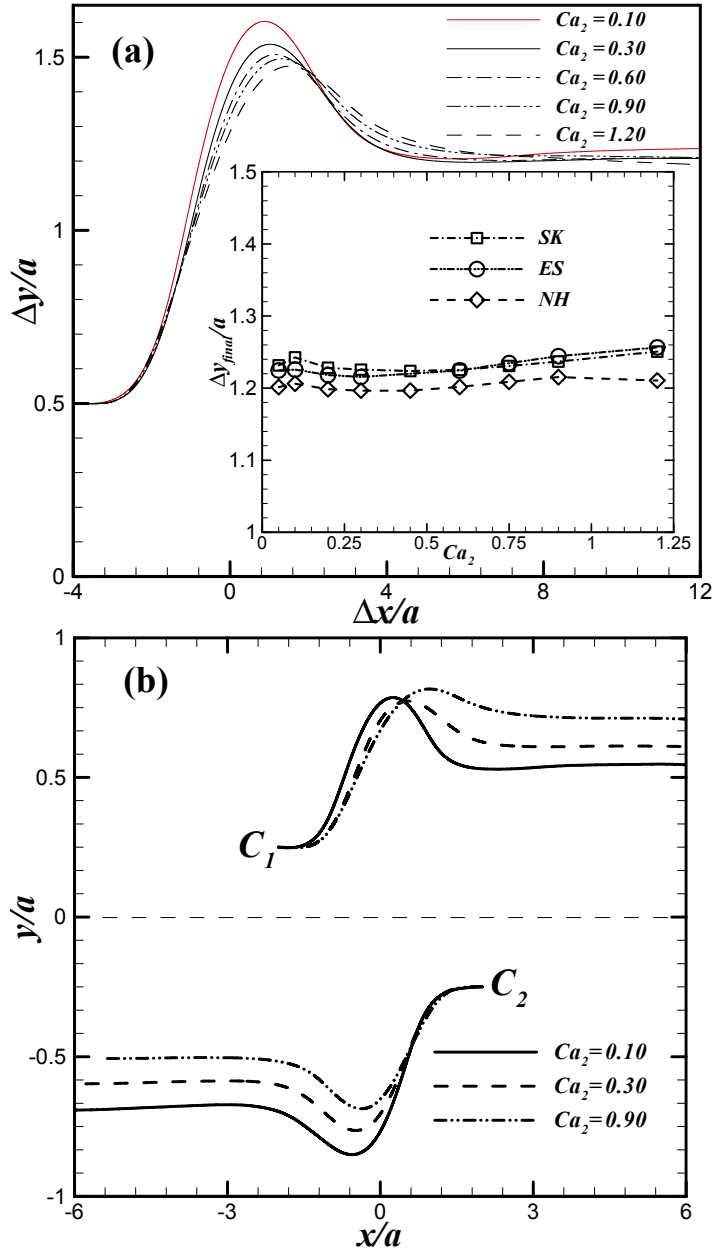 (a)
Ca2=0.10
Ca2=0.30
Ca2=0.60
Ca2=0.90
Ca2=1.20
Δy/a
1.5
1
0.5
0
-4
0
4
8
12
Δx/a
SK
ES
NH
Δyfinal/a
1.5
1.4
1.3
1.2
1.1
1
0
0.25
0.5
0.75
1
1.25
Ca2
(b)
y/a
1
0.5
0
-0.5
-1
C1
C2
Ca2=0.10
Ca2=0.30
Ca2=0.90
-6
-3
0
3
6
x/a